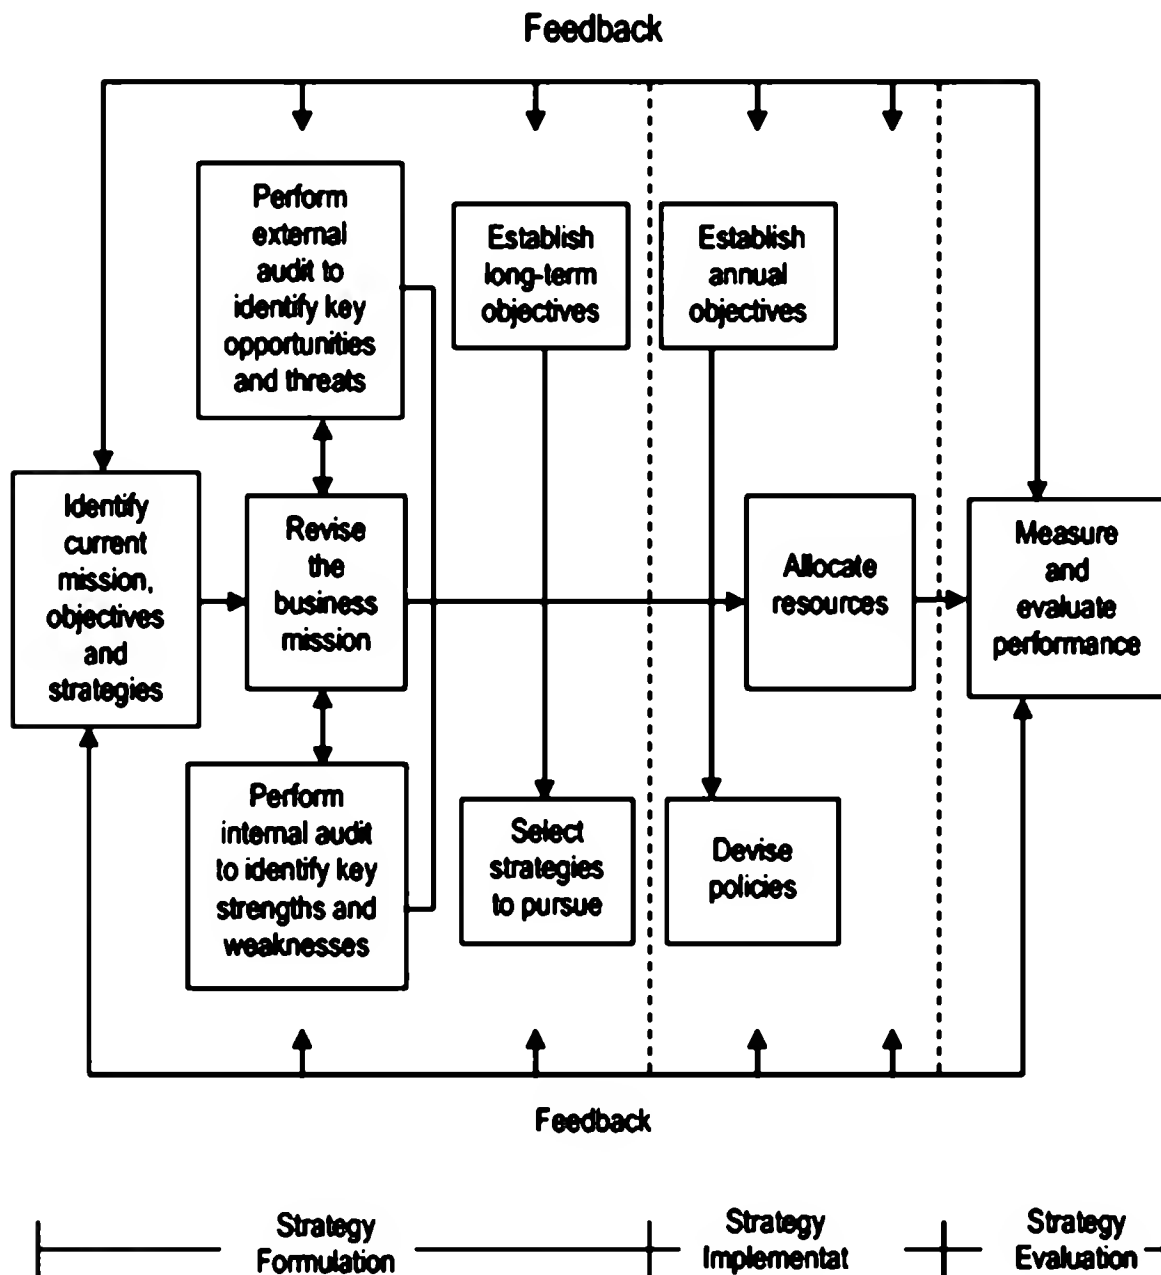 Feedback
Perform
external
audit to
identify key
opportunities
and threats
Establish
long-term
objectives
Establish
annual
objectives
Identify
current
mission,
objectives
and
strategies
Revise
the
business
mission
Allocate
resources
Measure
and
evaluate
performance
Perform
internal audit
to identify key
strengths and
weaknesses
Select
strategies
to pursue
Devise
policies
Feedback
Strategy
Formulation
Strategy
Implementat
Strategy
Evaluation